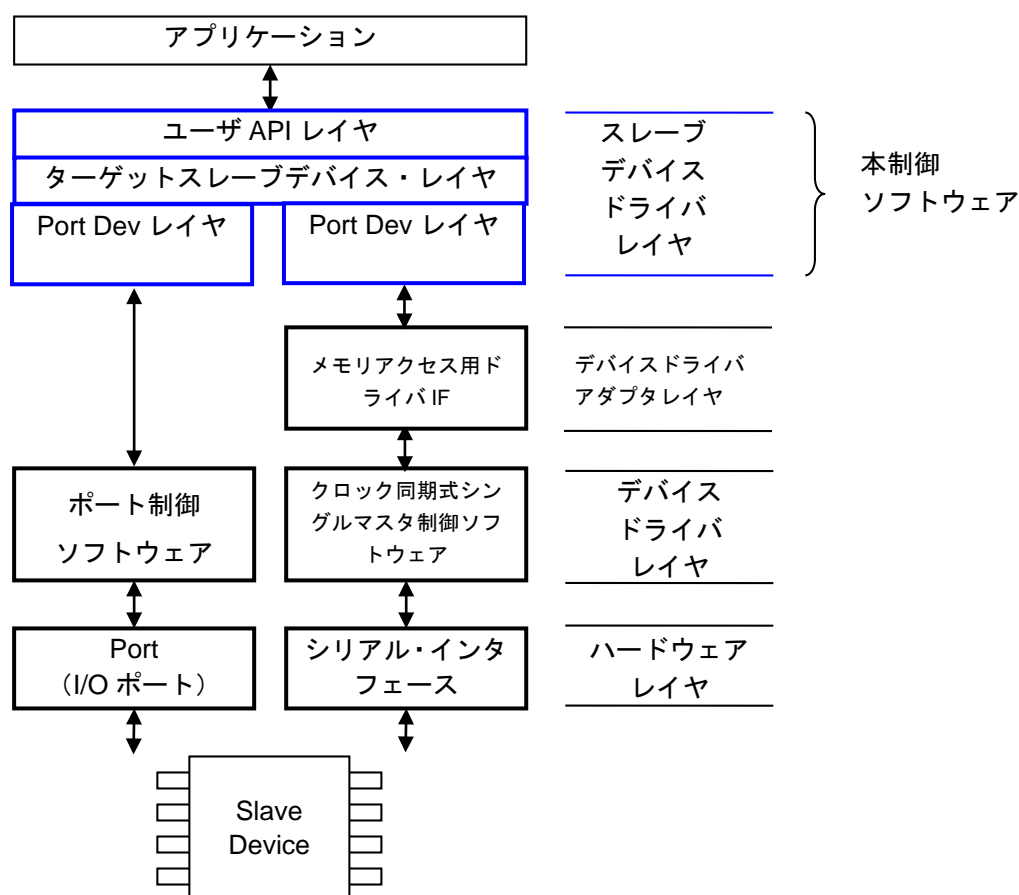 アプリケーション
ユーザ API レイヤ
ターゲットスレーブデバイス・レイヤ
Port Dev レイヤ
Port Dev レイヤ
スレーブ
デバイス
ドライバ
レイヤ
本制御
ソフトウェア
メモリアクセス用ド
ライバ IF
デバイスドライバ
アダプタレイヤ
ポート制御
ソフトウェア
クロック同期式シン
グルマスタ制御ソフ
トウェア
デバイス
ドライバ
レイヤ
Port
（I/O ポート）
シリアル・インタ
フェース
ハードウェア
レイヤ
Slave
Device